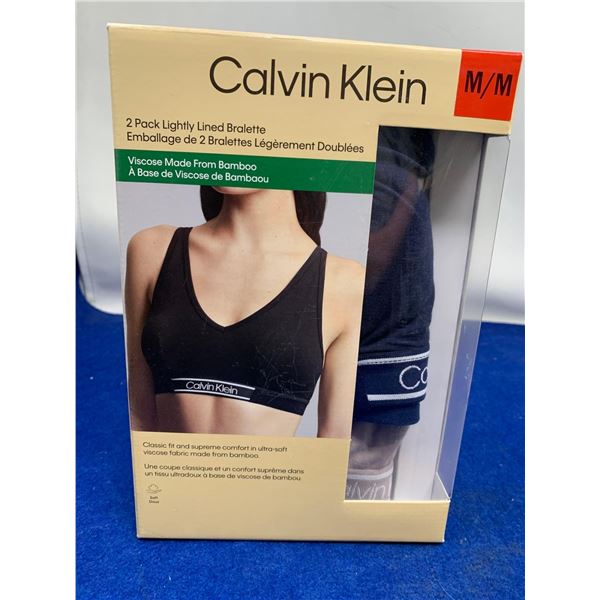 Calvin Klein
M/M
2 Pack Lightly Lined Bralette
Emballage de 2 Bralettes Légèrement Doublées
Viscose Made From Bamboo
À Base de Viscose de Bambaou
Calvin Klein
C
Classic fit and supreme comfort in ultra-soft
viscose fabric made from bamboo.
Une coupe classique et un confort suprême dans
un tissu ultradoux à base de viscose de bambou
Soft
Doux
alvin